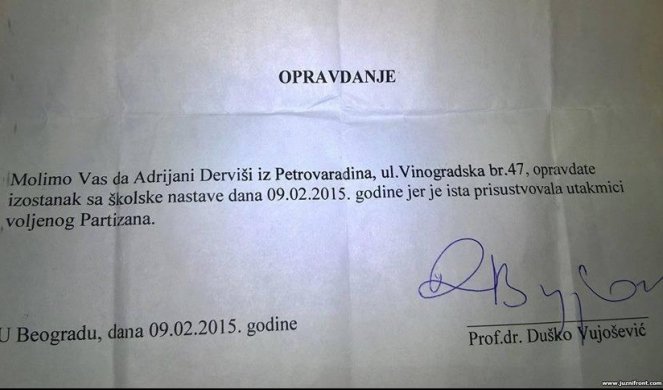 OPRAVDANJE
Molimo Vas da Adrijani Derviši iz Petrovaradina, ul.Vinogradska br.47, opravdate
izostanak sa školske nastave dana 09.02.2015. godine jer je ista prisustvovala utakmici
voljenog Partizana.
U Beogradu, dana 09.02.2015. godine
Prof.dr. Duško Vujošević
www.juznifront.com